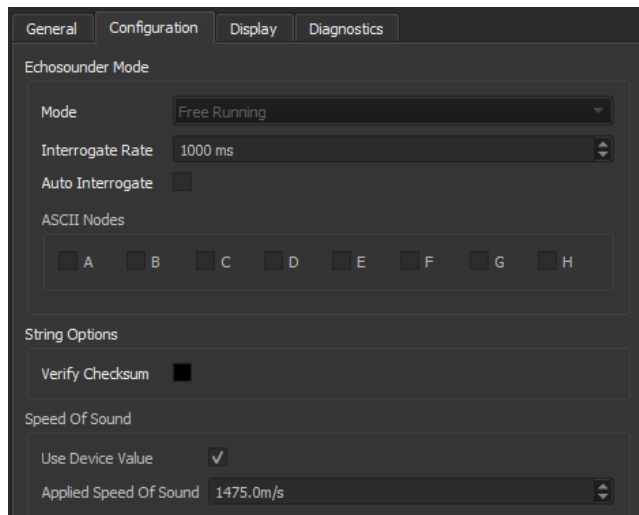 General Configuration Display Diagnostics
Echosounder Mode
Mode Free Running
Interrogate Rate 1000 ms
Auto Interrogate
ASCII Nodes
A B C D E F G H
String Options
Verify Checksum
Speed Of Sound
Use Device Value
Applied Speed Of Sound 1475.0m/s